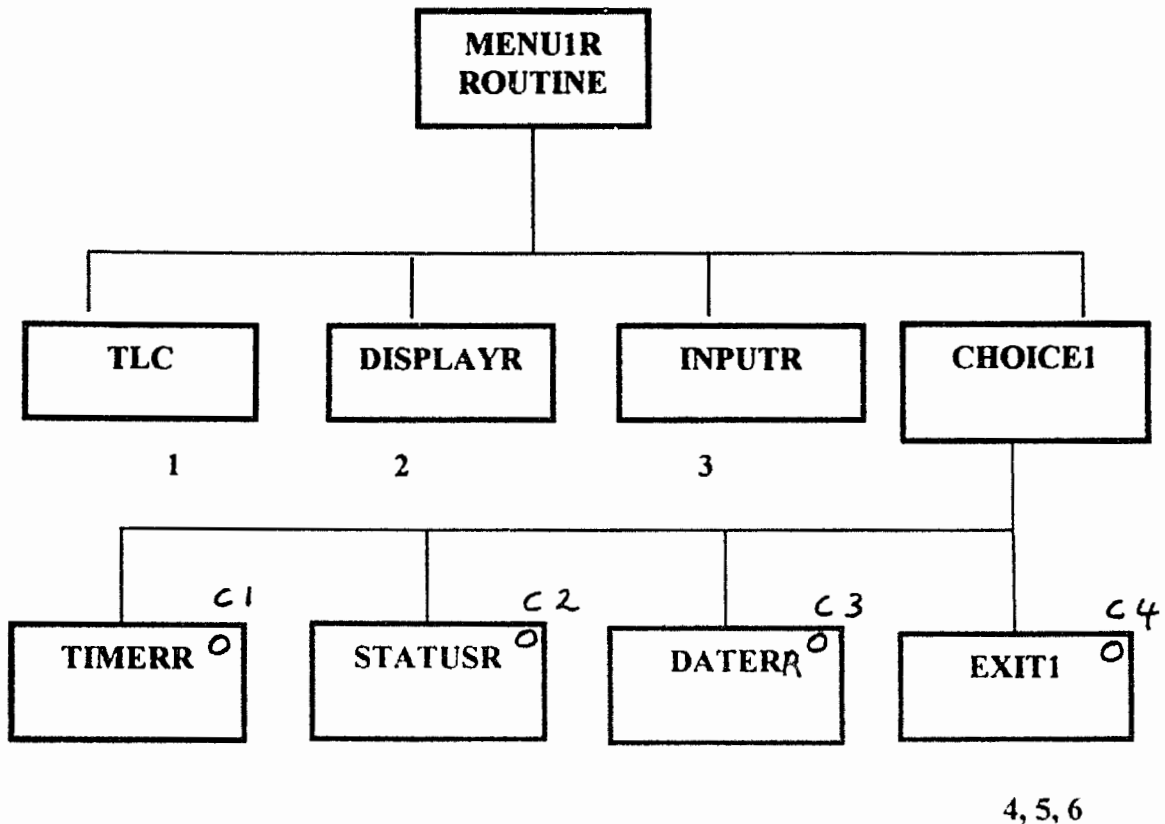 MENU1R
ROUTINE
TLC
DISPLAYR
INPUTR
CHOICE1
1
2
3
C1
C2
C3
C4
TIMERR O
STATUSR O
DATERR O
EXIT1 O
4, 5, 6